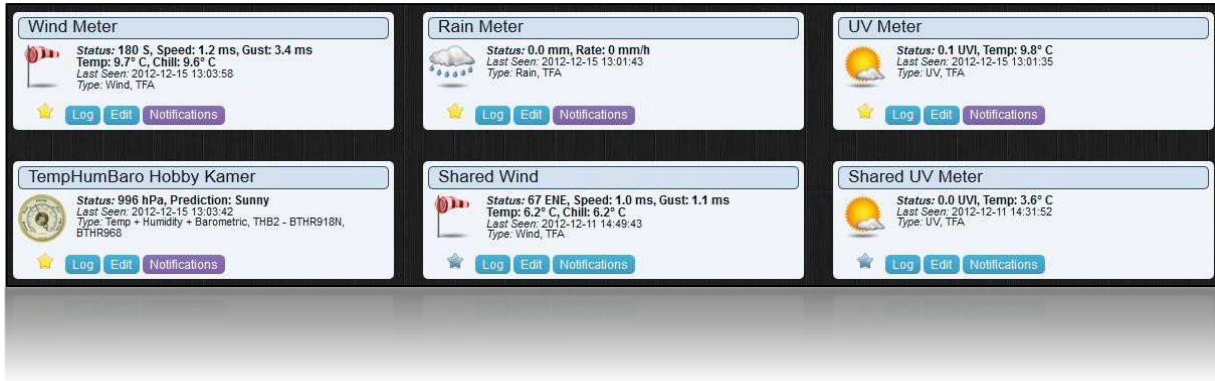 Wind Meter
Status: 180 S, Speed: 1.2 ms, Gust: 3.4 ms
Temp: 9.7° C, Chill: 9.6° C
Last Seen: 2012-12-15 13:03:58
Type: Wind, TFA
Log Edit Notifications
Rain Meter
Status: 0.0 mm, Rate: 0 mm/h
Last Seen: 2012-12-15 13:01:43
Type: Rain, TFA
Log Edit Notifications
UV Meter
Status: 0.1 UVI, Temp: 9.8° C
Last Seen: 2012-12-15 13:01:35
Type: UV, TFA
Log Edit Notifications
TempHumBaro Hobby Kamer
Status: 996 hPa, Prediction: Sunny
Last Seen: 2012-12-15 13:03:42
Type: Temp + Humidity + Barometric, THB2 - BTHR918N,
BTHR968
Log Edit Notifications
Shared Wind
Status: 67 ENE, Speed: 1.0 ms, Gust: 1.1 ms
Temp: 6.2° C, Chill: 6.2° C
Last Seen: 2012-12-11 14:49:43
Type: Wind, TFA
Log Edit Notifications
Shared UV Meter
Status: 0.0 UVI, Temp: 3.6° C
Last Seen: 2012-12-11 14:31:52
Type: UV, TFA
Log Edit Notifications